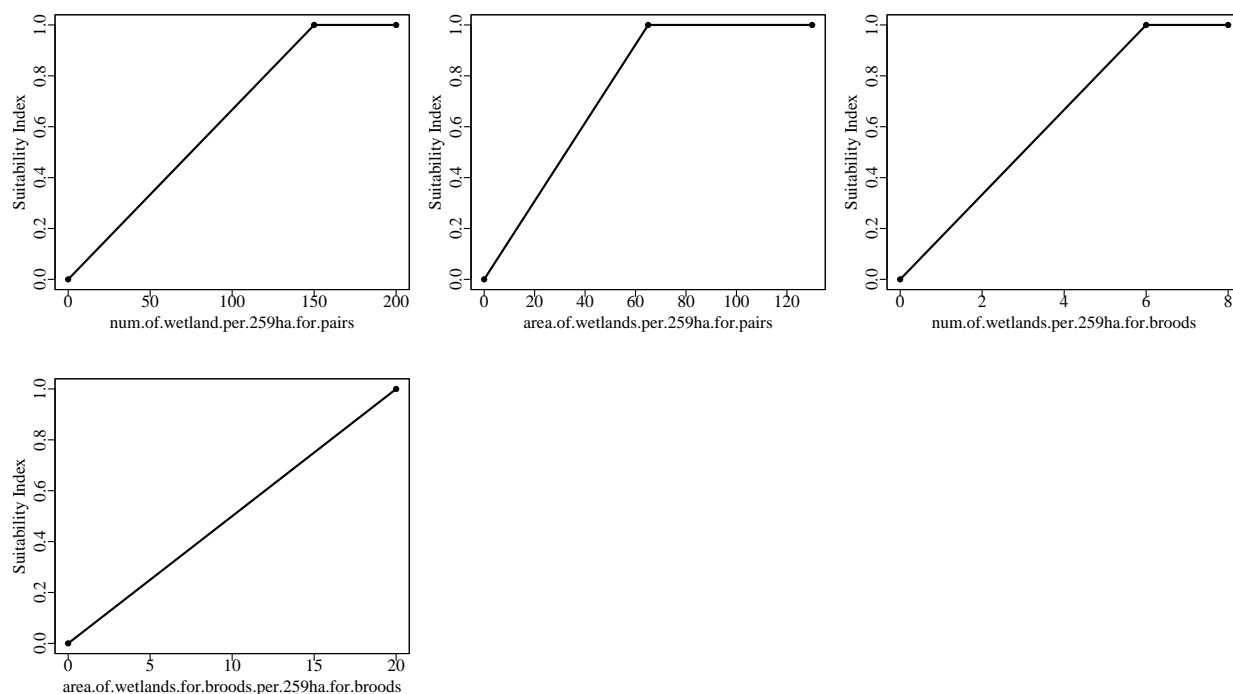 Suitability Index
0.0 0.2 0.4 0.6 0.8 1.0
0 50 100 150 200
num.of.wetland.per.259ha.for.pairs
Suitability Index
0.0 0.2 0.4 0.6 0.8 1.0
0 20 40 60 80 100 120
area.of.wetlands.per.259ha.for.pairs
Suitability Index
0.0 0.2 0.4 0.6 0.8 1.0
0 2 4 6 8
num.of.wetlands.per.259ha.for.broods
Suitability Index
0.0 0.2 0.4 0.6 0.8 1.0
0 5 10 15 20
area.of.wetlands.for.broods.per.259ha.for.broods